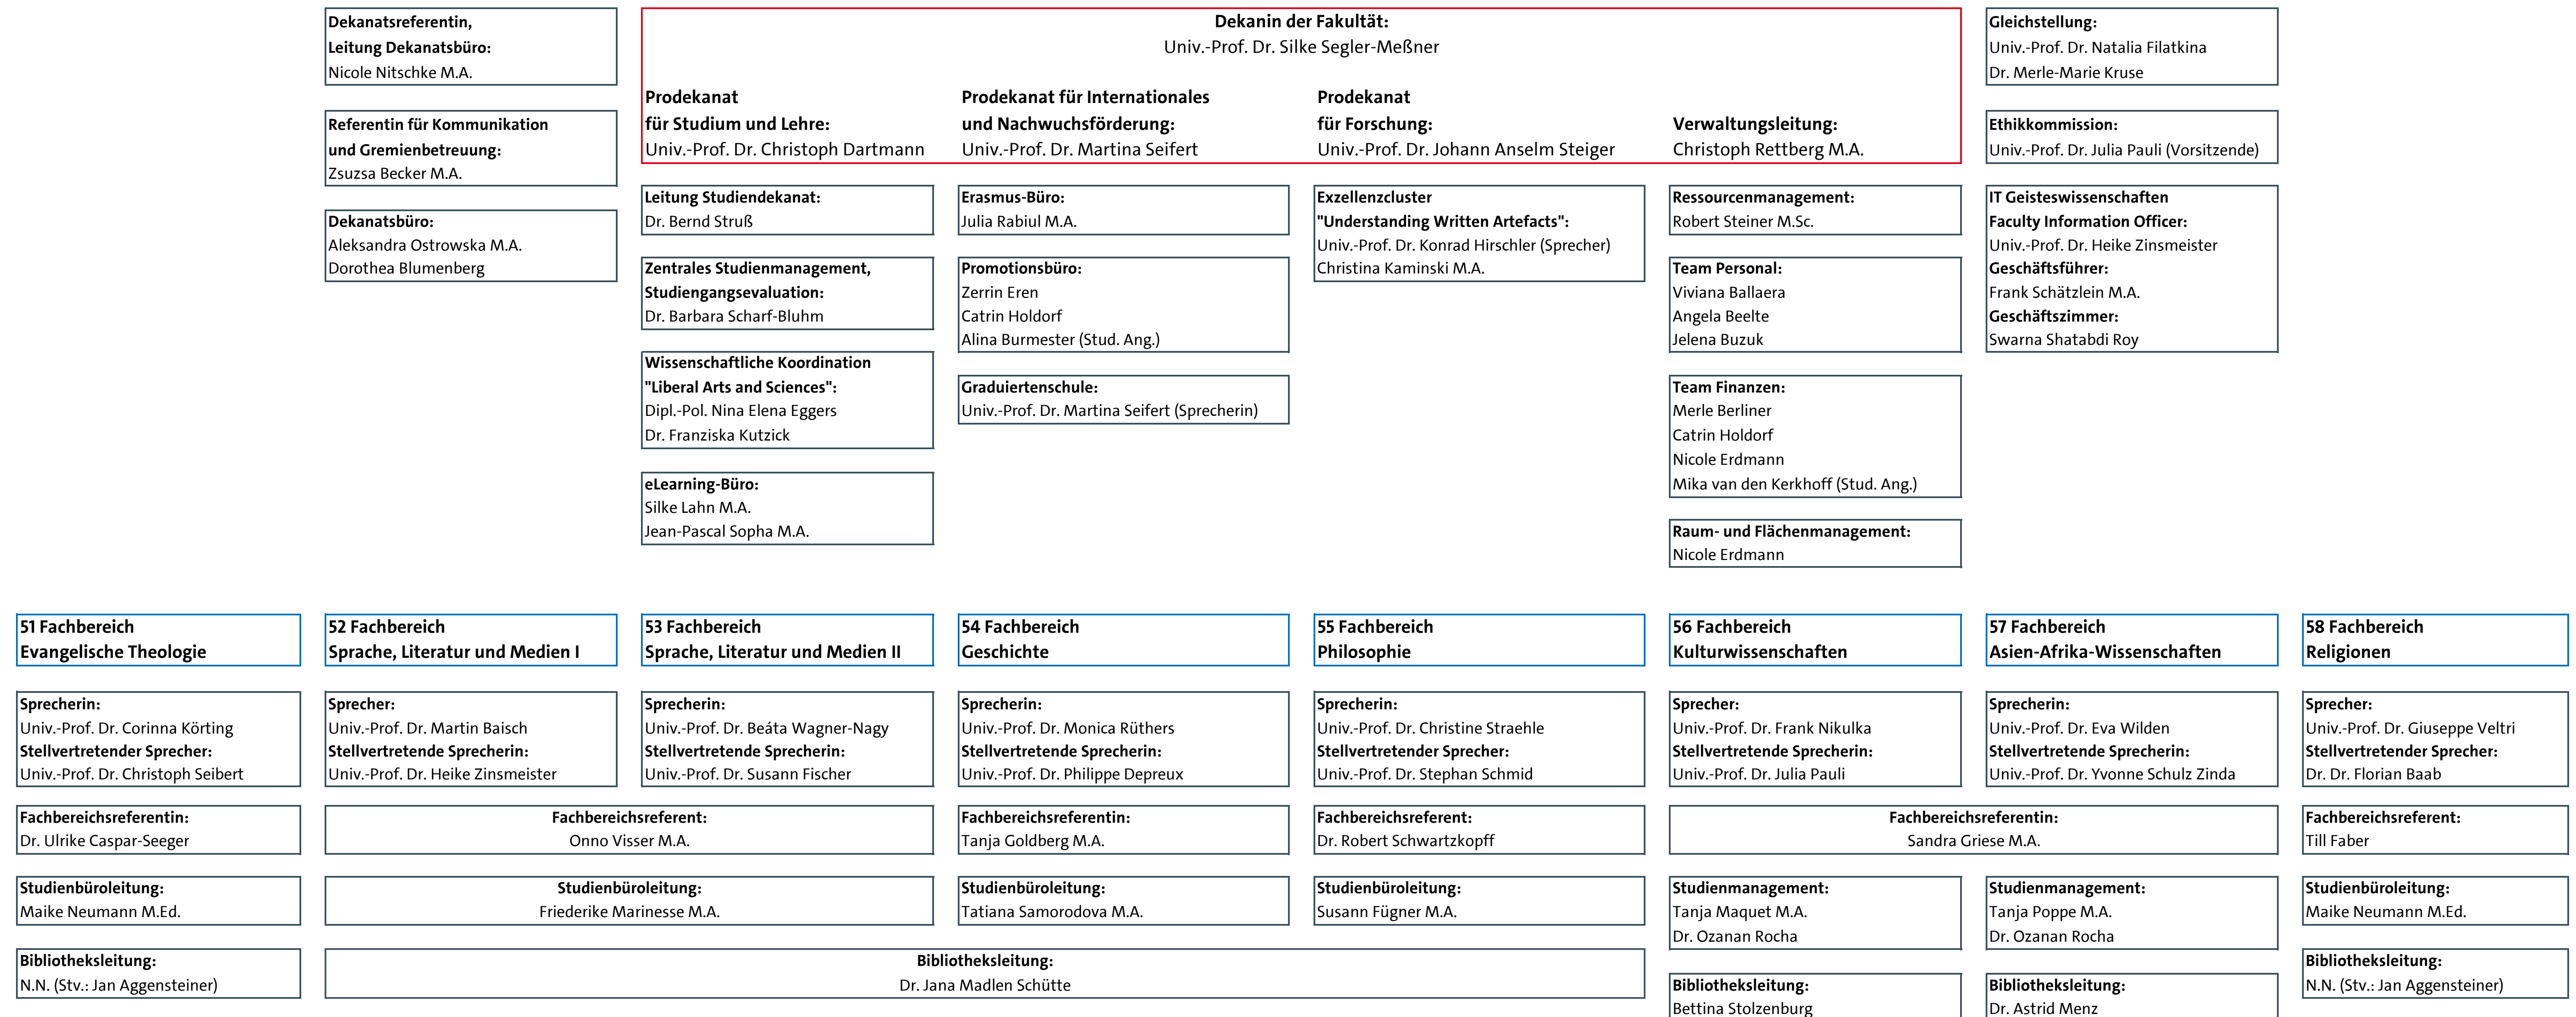 Dekanatsreferentin,
Leitung Dekanatsbüro:
Nicole Nitschke M.A.
Referentin für Kommunikation
und Gremienbetreuung:
Zsuzsa Becker M.A.
Dekanatsbüro:
Aleksandra Ostrowska M.A.
Dorothea Blumenberg
Dekanin der Fakultät:
Univ.-Prof. Dr. Silke Segler-Meßner
Prodekanat
für Studium und Lehre:
Univ.-Prof. Dr. Christoph Dartmann
Prodekanat für Internationales
und Nachwuchsförderung:
Univ.-Prof. Dr. Martina Seifert
Prodekanat
für Forschung:
Univ.-Prof. Dr. Johann Anselm Steiger
Verwaltungsleitung:
Christoph Rettberg M.A.
Leitung Studiendekanat:
Dr. Bernd Struß
Zentrales Studienmanagement,
Studiengangsevaluation:
Dr. Barbara Scharf-Bluhm
Wissenschaftliche Koordination
"Liberal Arts and Sciences":
Dipl.-Pol. Nina Elena Eggers
Dr. Franziska Kutzick
eLearning-Büro:
Silke Lahn M.A.
Jean-Pascal Sopha M.A.
Erasmus-Büro:
Julia Rabiul M.A.
Promotionsbüro:
Zerrin Eren
Catrin Holdorf
Alina Burmester (Stud. Ang.)
Graduiertenschule:
Univ.-Prof. Dr. Martina Seifert (Sprecherin)
Exzellenzcluster
"Understanding Written Artefacts":
Univ.-Prof. Dr. Konrad Hirschler (Sprecher)
Christina Kaminski M.A.
Ressourcenmanagement:
Robert Steiner M.Sc.
Team Personal:
Viviana Ballaera
Angela Beelte
Jelena Buzuk
Team Finanzen:
Merle Berliner
Catrin Holdorf
Nicole Erdmann
Mika van den Kerkhoff (Stud. Ang.)
Raum- und Flächenmanagement:
Nicole Erdmann
Gleichstellung:
Univ.-Prof. Dr. Natalia Filatkina
Dr. Merle-Marie Kruse
Ethikkommission:
Univ.-Prof. Dr. Julia Pauli (Vorsitzende)
IT Geisteswissenschaften
Faculty Information Officer:
Univ.-Prof. Dr. Heike Zinsmeister
Geschäftsführer:
Frank Schätzlein M.A.
Geschäftszimmer:
Swarna Shatabdi Roy
51 Fachbereich
Evangelische Theologie
52 Fachbereich
Sprache, Literatur und Medien I
53 Fachbereich
Sprache, Literatur und Medien II
54 Fachbereich
Geschichte
55 Fachbereich
Philosophie
56 Fachbereich
Kulturwissenschaften
57 Fachbereich
Asien-Afrika-Wissenschaften
58 Fachbereich
Religionen
Sprecherin:
Univ.-Prof. Dr. Corinna Körting
Stellvertretender Sprecher:
Univ.-Prof. Dr. Christoph Seibert
Sprecher:
Univ.-Prof. Dr. Martin Baisch
Stellvertretende Sprecherin:
Univ.-Prof. Dr. Heike Zinsmeister
Sprecherin:
Univ.-Prof. Dr. Beáta Wagner-Nagy
Stellvertretende Sprecherin:
Univ.-Prof. Dr. Susann Fischer
Sprecherin:
Univ.-Prof. Dr. Monica Rüthers
Stellvertretende Sprecherin:
Univ.-Prof. Dr. Philippe Depreux
Sprecherin:
Univ.-Prof. Dr. Christine Straehle
Stellvertretender Sprecher:
Univ.-Prof. Dr. Stephan Schmid
Sprecher:
Univ.-Prof. Dr. Frank Nikulka
Stellvertretende Sprecherin:
Univ.-Prof. Dr. Julia Pauli
Sprecherin:
Univ.-Prof. Dr. Eva Wilden
Stellvertretende Sprecherin:
Univ.-Prof. Dr. Yvonne Schulz Zinda
Sprecher:
Univ.-Prof. Dr. Giuseppe Veltri
Stellvertretender Sprecher:
Dr. Dr. Florian Baab
Fachbereichsreferentin:
Dr. Ulrike Caspar-Seeger
Fachbereichsreferent:
Onno Visser M.A.
Fachbereichsreferentin:
Tanja Goldberg M.A.
Fachbereichsreferent:
Dr. Robert Schwartzkopff
Fachbereichsreferentin:
Sandra Griese M.A.
Fachbereichsreferent:
Till Faber
Studienbüroleitung:
Maike Neumann M.Ed.
Studienbüroleitung:
Friederike Marinesse M.A.
Studienbüroleitung:
Tatiana Samorodova M.A.
Studienbüroleitung:
Susann Fügner M.A.
Studienmanagement:
Tanja Maquet M.A.
Dr. Ozanan Rocha
Studienmanagement:
Tanja Poppe M.A.
Dr. Ozanan Rocha
Studienbüroleitung:
Maike Neumann M.Ed.
Bibliotheksleitung:
N.N. (Stv.: Jan Aggensteiner)
Bibliotheksleitung:
Dr. Jana Madlen Schütte
Bibliotheksleitung:
Bettina Stolzenburg
Bibliotheksleitung:
Dr. Astrid Menz
Bibliotheksleitung:
N.N. (Stv.: Jan Aggensteiner)